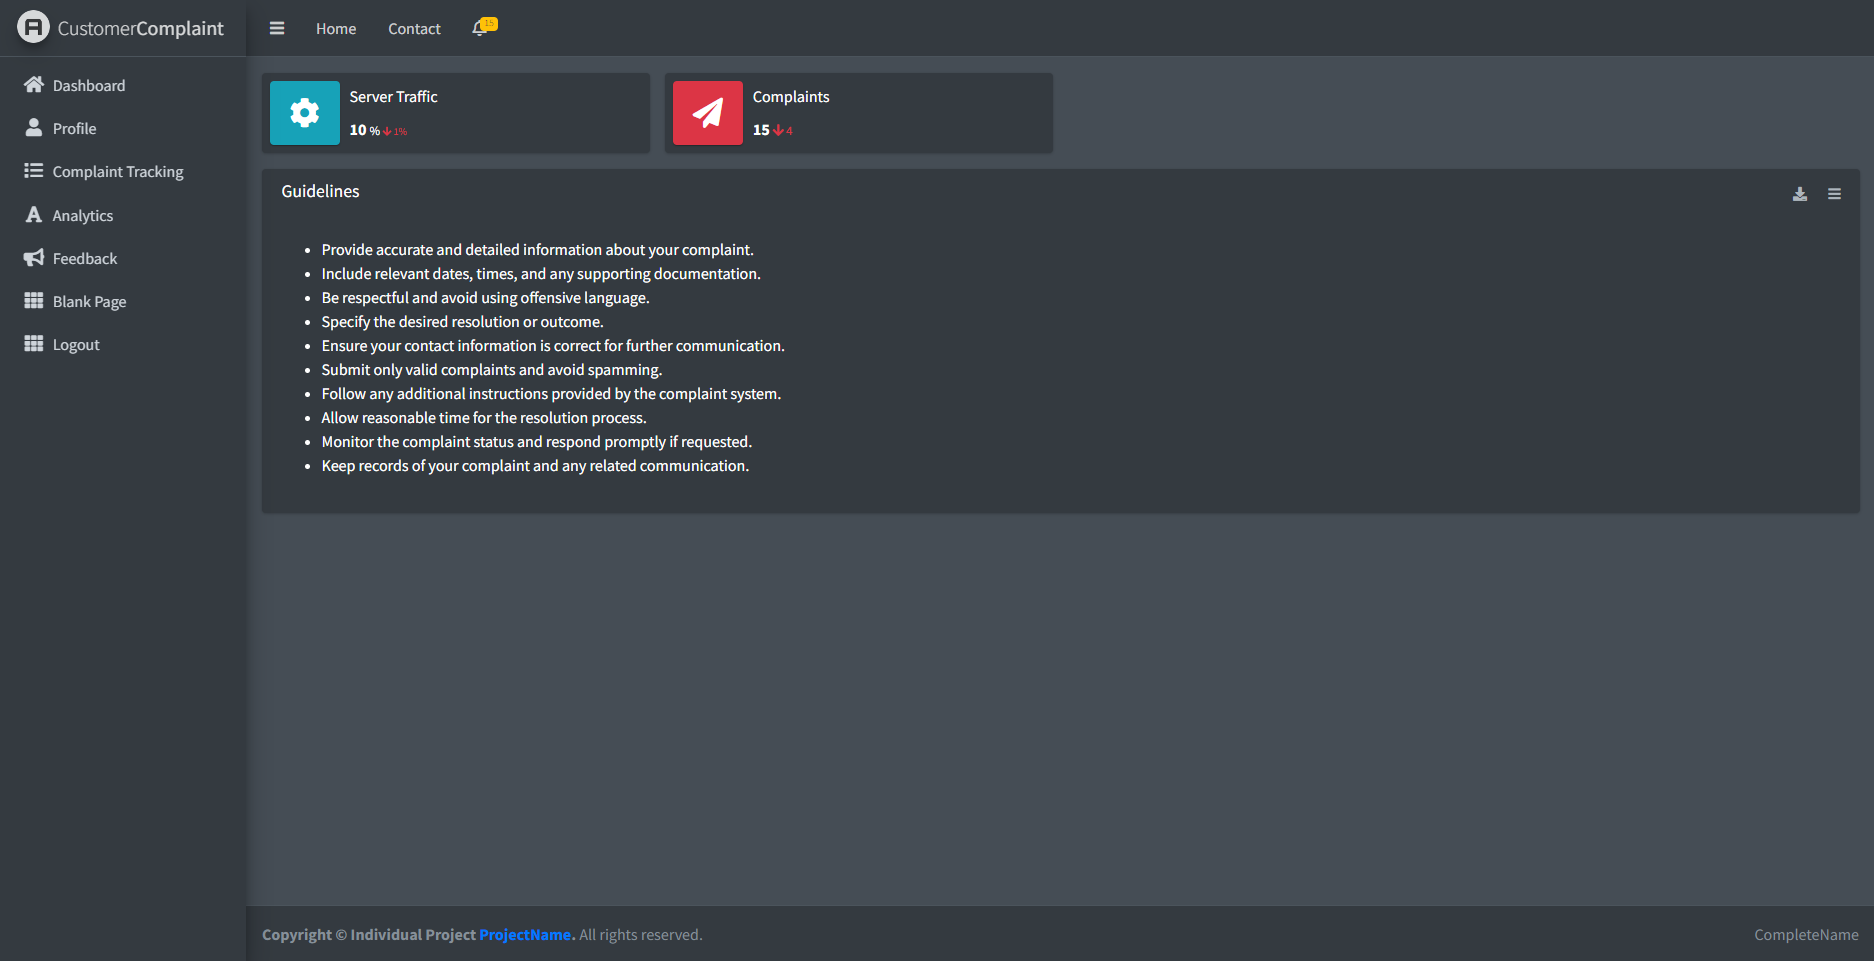 CustomerComplaint
Home
Contact
15
Dashboard
Profile
Complaint Tracking
Analytics
Feedback
Blank Page
Logout
Server Traffic
10 % 1%
Complaints
15 4
Guidelines
• Provide accurate and detailed information about your complaint.
• Include relevant dates, times, and any supporting documentation.
• Be respectful and avoid using offensive language.
• Specify the desired resolution or outcome.
• Ensure your contact information is correct for further communication.
• Submit only valid complaints and avoid spamming.
• Follow any additional instructions provided by the complaint system.
• Allow reasonable time for the resolution process.
• Monitor the complaint status and respond promptly if requested.
• Keep records of your complaint and any related communication.
Copyright © Individual Project ProjectName. All rights reserved.
CompleteName